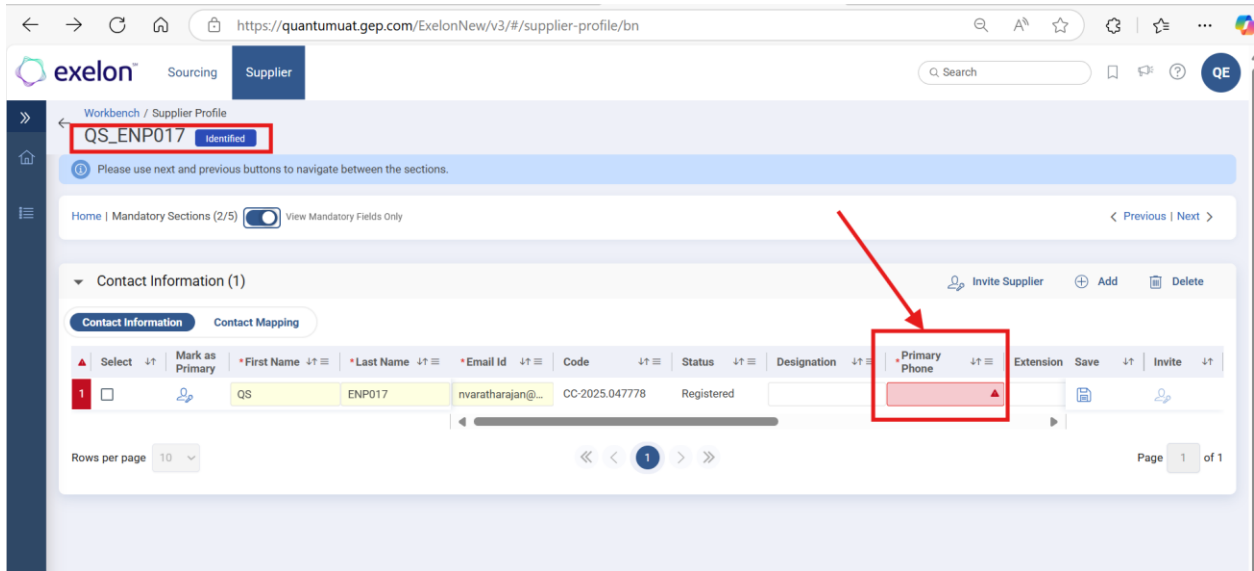 https://quantumuat.gep.com/ExelonNew/v3/#/supplier-profile/bn
exelon Sourcing Supplier Search QE
Workbench / Supplier Profile
QS_ENP017 Identified
Please use next and previous buttons to navigate between the sections.
Home | Mandatory Sections (2/5) View Mandatory Fields Only Previous | Next
Contact Information (1) Invite Supplier Add Delete
Contact Information Contact Mapping
Select Mark as Primary *First Name *Last Name *Email Id Code Status Designation *Primary Phone Extension Save Invite
1 QS ENP017 nvaratharajan@... CC-2025.047778 Registered
Rows per page 10 1 Page 1 of 1